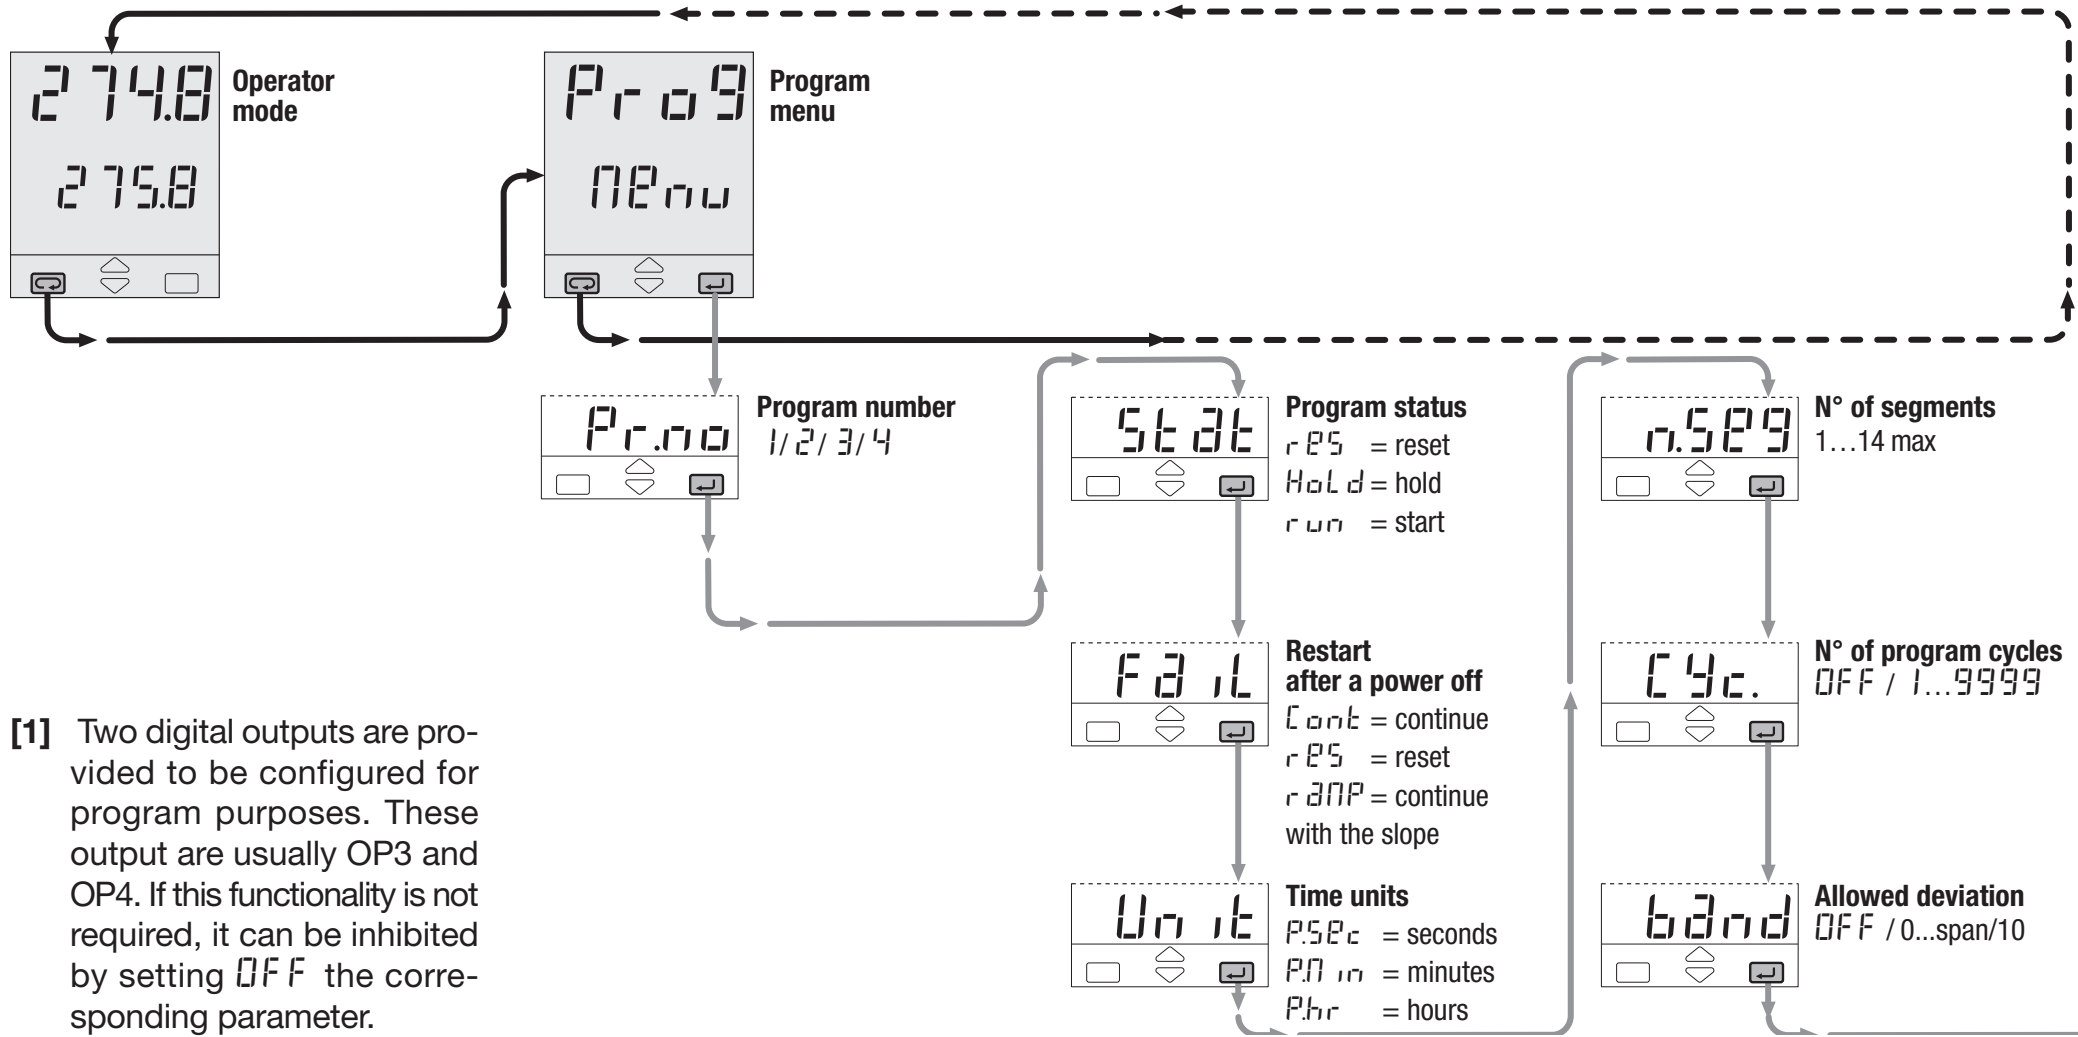 274.8
275.8
Operator
mode
Prog
Menu
Program
menu
Pr.no
Program number
1/ 2/ 3/ 4
Stat
Program status
rES = reset
HoLd = hold
run = start
FaiL
Restart
after a power off
Cont = continue
rES = reset
raMP = continue
with the slope
Unit
Time units
P.SEc = seconds
P.Min = minutes
P.hr = hours
n.SEg
N° of segments
1…14 max
Cyc.
N° of program cycles
OFF / 1...9999
band
Allowed deviation
OFF / 0...span/10
[1] Two digital outputs are pro-
vided to be configured for
program purposes. These
output are usually OP3 and
OP4. If this functionality is not
required, it can be inhibited
by setting OFF the corre-
sponding parameter.